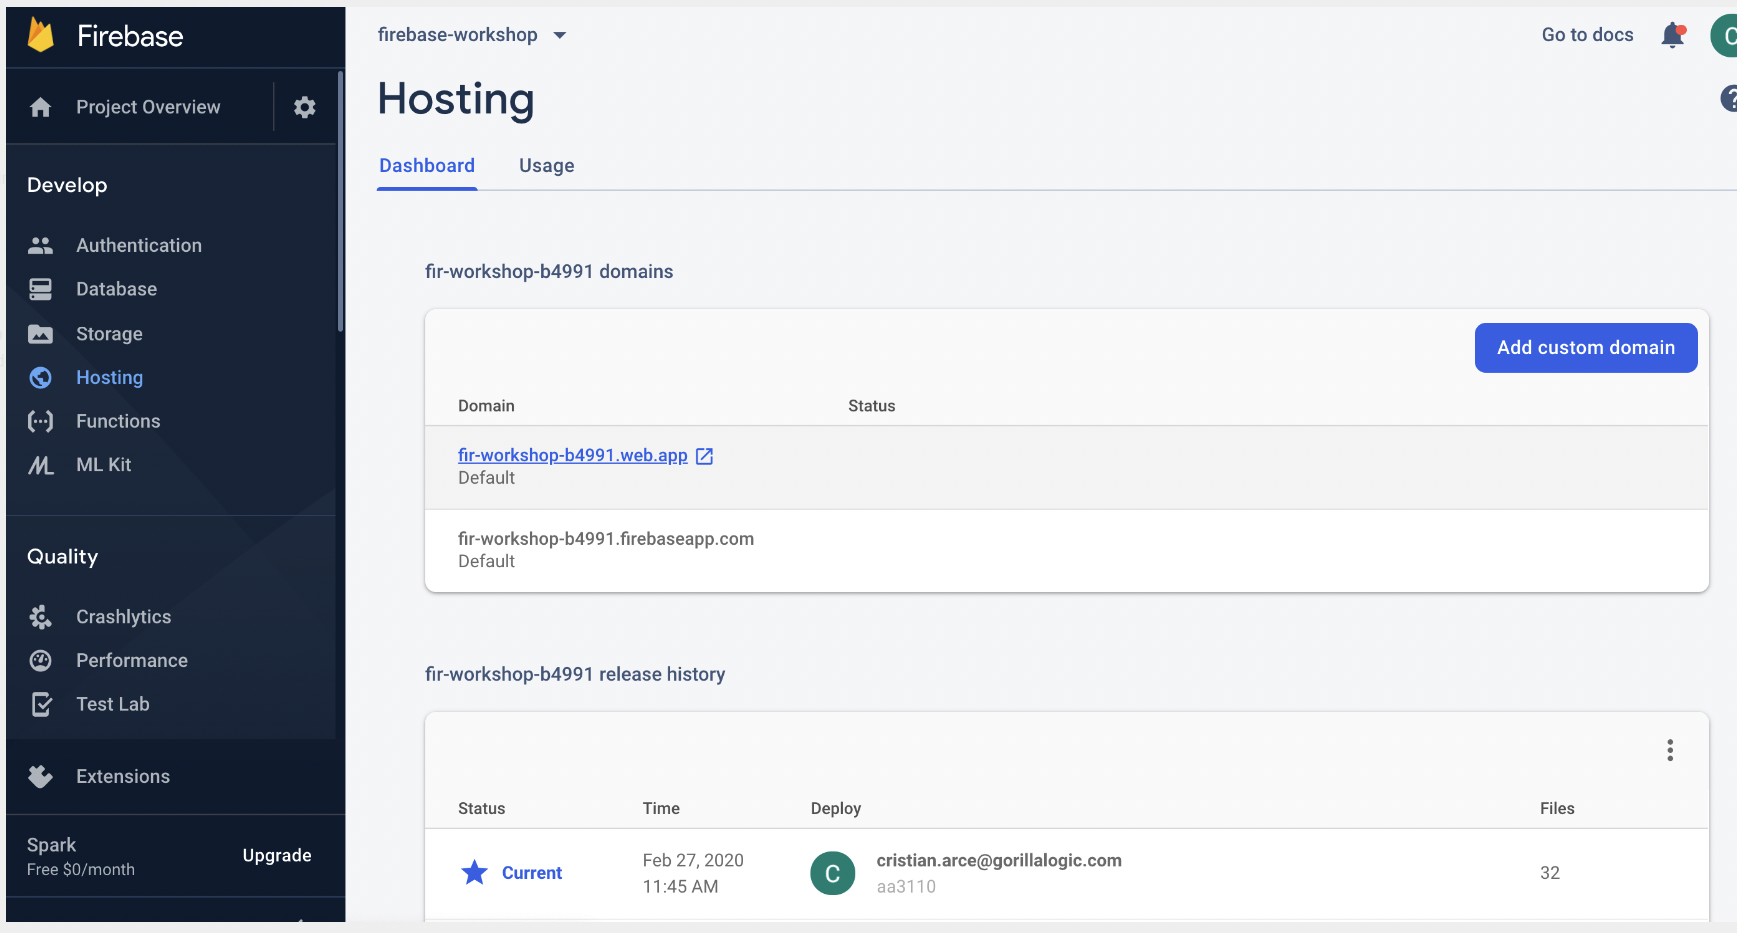 Firebase
Project Overview
Develop
Authentication
Database
Storage
Hosting
Functions
ML Kit
Quality
Crashlytics
Performance
Test Lab
Extensions
Spark
Free $0/month
Upgrade
firebase-workshop
Go to docs
C
Hosting
?
Dashboard Usage
fir-workshop-b4991 domains
Add custom domain
Domain Status
fir-workshop-b4991.web.app
Default
fir-workshop-b4991.firebaseapp.com
Default
fir-workshop-b4991 release history
Status Time Deploy Files
Current Feb 27, 2020 11:45 AM C cristian.arce@gorillalogic.com aa3110 32